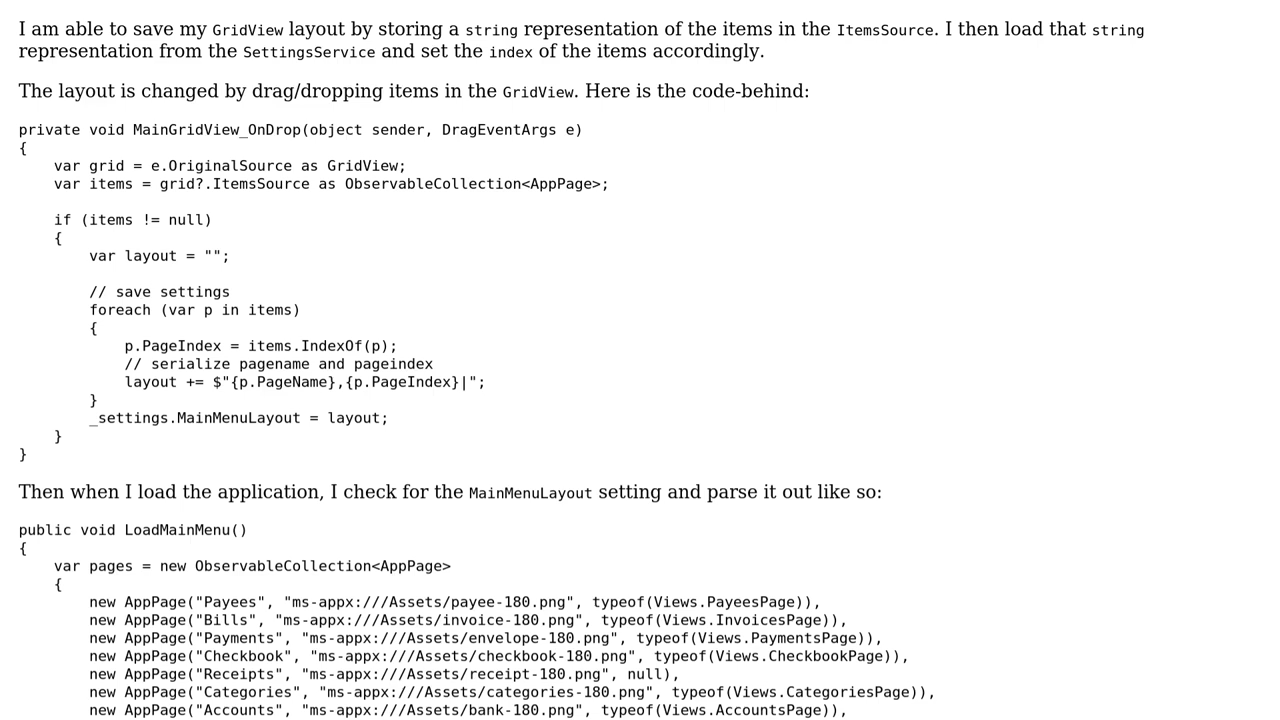 I am able to save my GridView layout by storing a string representation of the items in the ItemsSource. I then load that string
representation from the SettingsService and set the index of the items accordingly.
The layout is changed by drag/dropping items in the GridView. Here is the code-behind:
private void MainGridView_OnDrop(object sender, DragEventArgs e)
{
    var grid = e.OriginalSource as GridView;
    var items = grid?.ItemsSource as ObservableCollection<AppPage>;
    if (items != null)
    {
        var layout = "";
        // save settings
        foreach (var p in items)
        {
            p.PageIndex = items.IndexOf(p);
            // serialize pagename and pageindex
            layout += $"{p.PageName},{p.PageIndex}|";
        }
        _settings.MainMenuLayout = layout;
    }
}
Then when I load the application, I check for the MainMenuLayout setting and parse it out like so:
public void LoadMainMenu()
{
    var pages = new ObservableCollection<AppPage>
    {
        new AppPage("Payees", "ms-appx:///Assets/payee-180.png", typeof(Views.PayeesPage)),
        new AppPage("Bills", "ms-appx:///Assets/invoice-180.png", typeof(Views.InvoicesPage)),
        new AppPage("Payments", "ms-appx:///Assets/envelope-180.png", typeof(Views.PaymentsPage)),
        new AppPage("Checkbook", "ms-appx:///Assets/checkbook-180.png", typeof(Views.CheckbookPage)),
        new AppPage("Receipts", "ms-appx:///Assets/receipt-180.png", null),
        new AppPage("Categories", "ms-appx:///Assets/categories-180.png", typeof(Views.CategoriesPage)),
        new AppPage("Accounts", "ms-appx:///Assets/bank-180.png", typeof(Views.AccountsPage)),